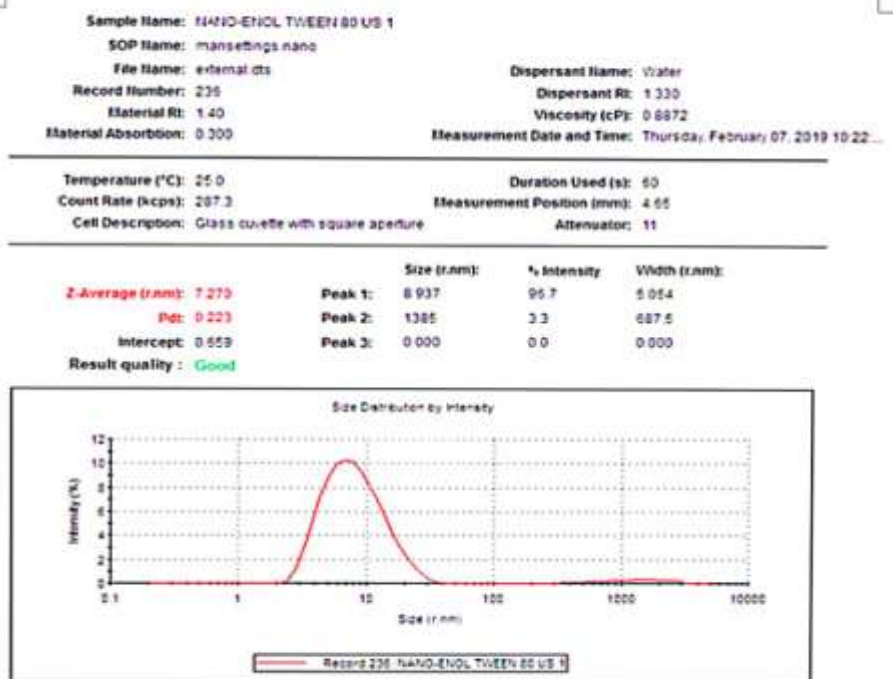 Sample Name: NANO-ENOL TWEEN 80 US 1
SOP Name: mansettings.nano
File Name: external.dts
Dispersant Name: Water
Record Number: 236
Dispersant RI: 1.330
Material RI: 1.40
Viscosity (cP): 0.8872
Material Absorbtion: 0.300
Measurement Date and Time: Thursday, February 07, 2019 10:22:...
Temperature (°C): 25.0
Duration Used (s): 60
Count Rate (kcps): 287.3
Measurement Position (mm): 4.65
Cell Description: Glass cuvette with square aperture
Attenuator: 11
Size (r.nm): % Intensity Width (r.nm):
Z-Average (r.nm): 7.270 Peak 1: 8.937 96.7 5.054
PdI: 0.223 Peak 2: 1385 3.3 687.5
Intercept: 0.659 Peak 3: 0.000 0.0 0.000
Result quality : Good
Size Distribution by Intensity
Intensity (%)
12
10
8
6
4
2
0
0.1 1 10 100 1000 10000
Size (r.nm)
Record 236: NANO-ENOL TWEEN 80 US 1